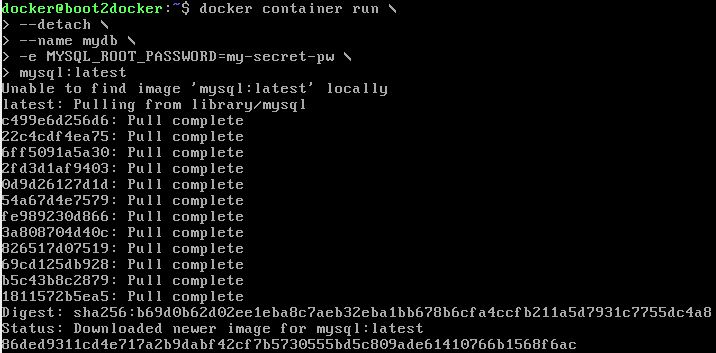 docker@boot2docker:~$ docker container run \
> --detach \
> --name mydb \
> -e MYSQL_ROOT_PASSWORD=my-secret-pw \
> mysql:latest
Unable to find image 'mysql:latest' locally
latest: Pulling from library/mysql
c499e6d256d6: Pull complete
22c4cdf4ea75: Pull complete
6ff5091a5a30: Pull complete
2fd3d1af9403: Pull complete
0d9d26127d1d: Pull complete
54a67d4e7579: Pull complete
fe989230d866: Pull complete
3a808704d40c: Pull complete
826517d07519: Pull complete
69cd125db928: Pull complete
b5c43b8c2879: Pull complete
1811572b5ea5: Pull complete
Digest: sha256:b69d0b62d02ee1eba8c7aeb32eba1bb678b6cfa4ccfb211a5d7931c7755dc4a8
Status: Downloaded newer image for mysql:latest
86ded9311cd4e717a2b9dabf42cf7b5730555bd5c809ade61410766b1568f6ac